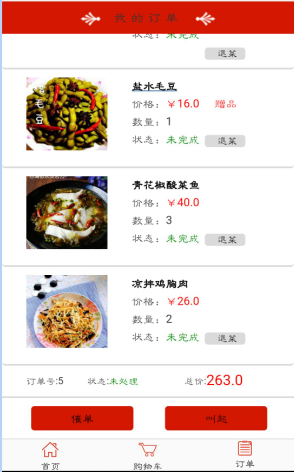 我的订单
状态：未完成
退菜
盐水毛豆
价格：￥16.0 赠品
数量：1
状态：未完成 退菜
青花椒酸菜鱼
价格：￥40.0
数量：3
状态：未完成 退菜
凉拌鸡胸肉
价格：￥26.0
数量：2
状态：未完成 退菜
订单号:5 状态:未处理 总价:263.0
催单 叫起
首页 购物车 订单